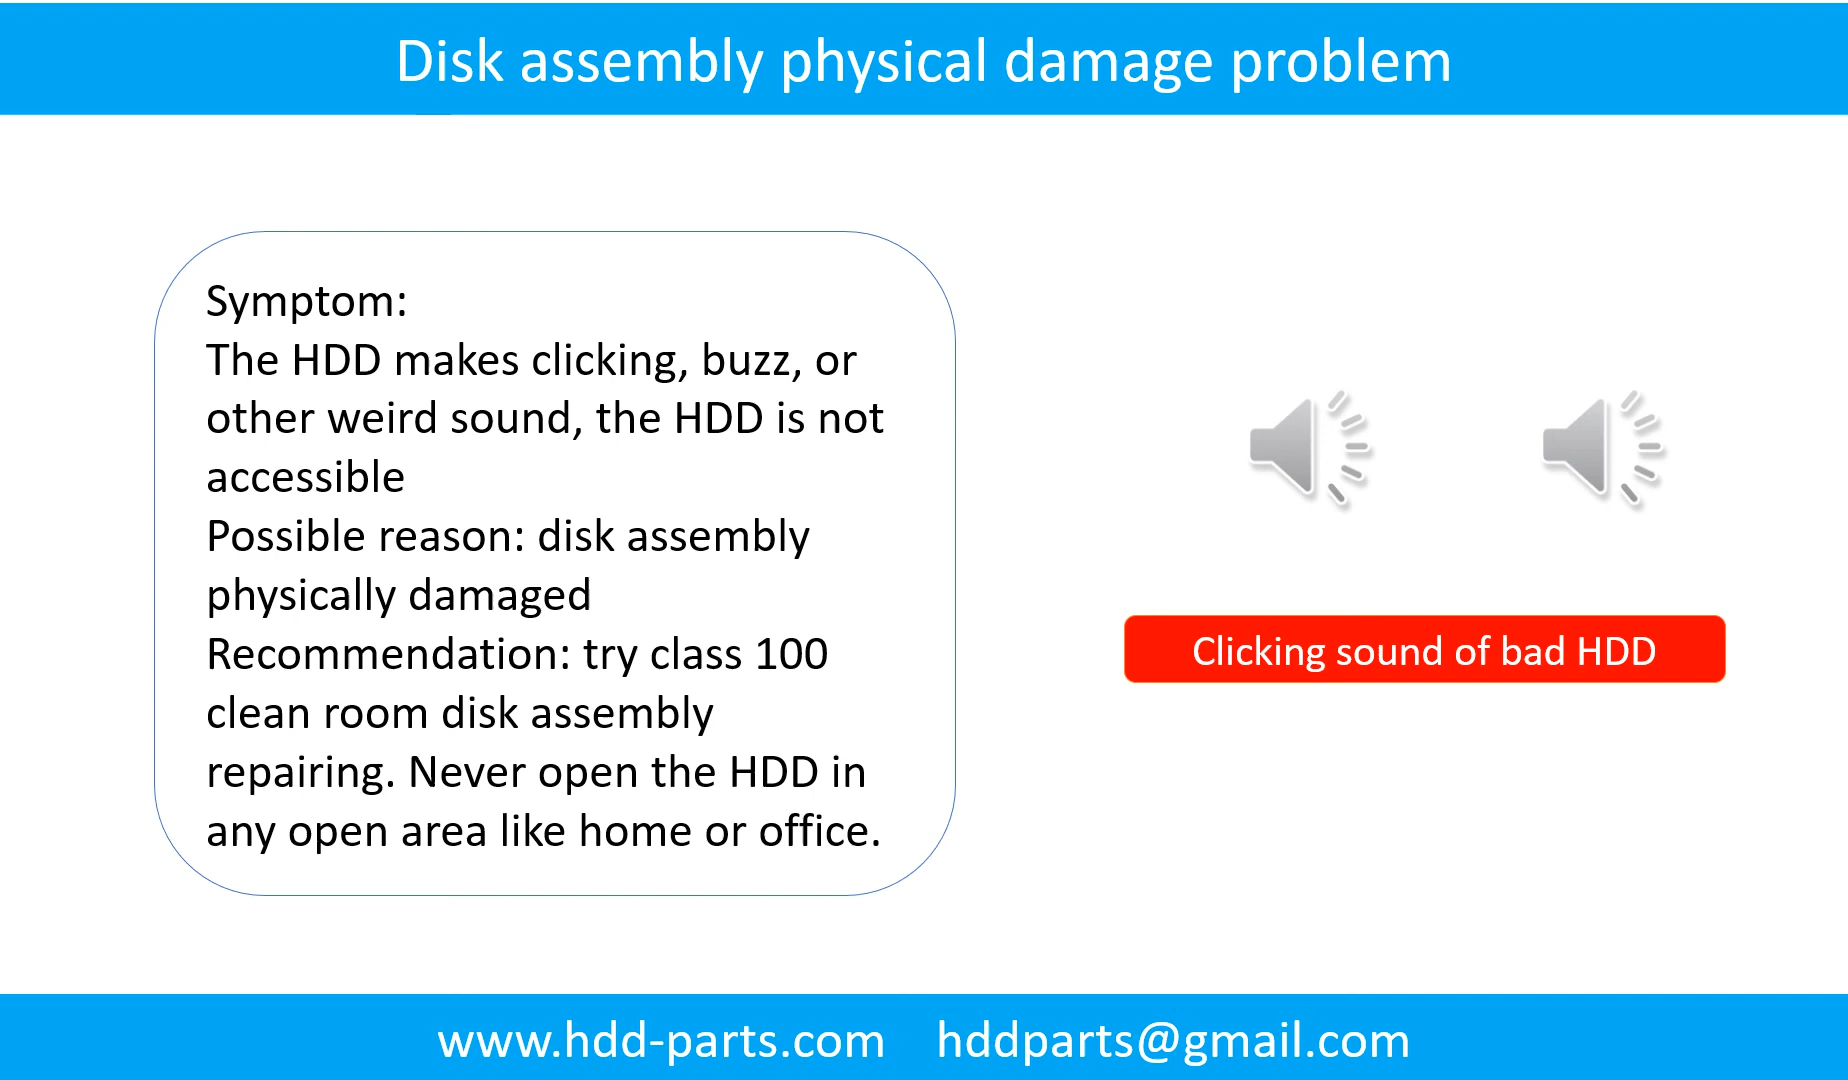 Disk assembly physical damage problem
Symptom:
The HDD makes clicking, buzz, or
other weird sound, the HDD is not
accessible
Possible reason: disk assembly
physically damaged
Recommendation: try class 100
clean room disk assembly
repairing. Never open the HDD in
any open area like home or office.
Clicking sound of bad HDD
www.hdd-parts.com hddparts@gmail.com